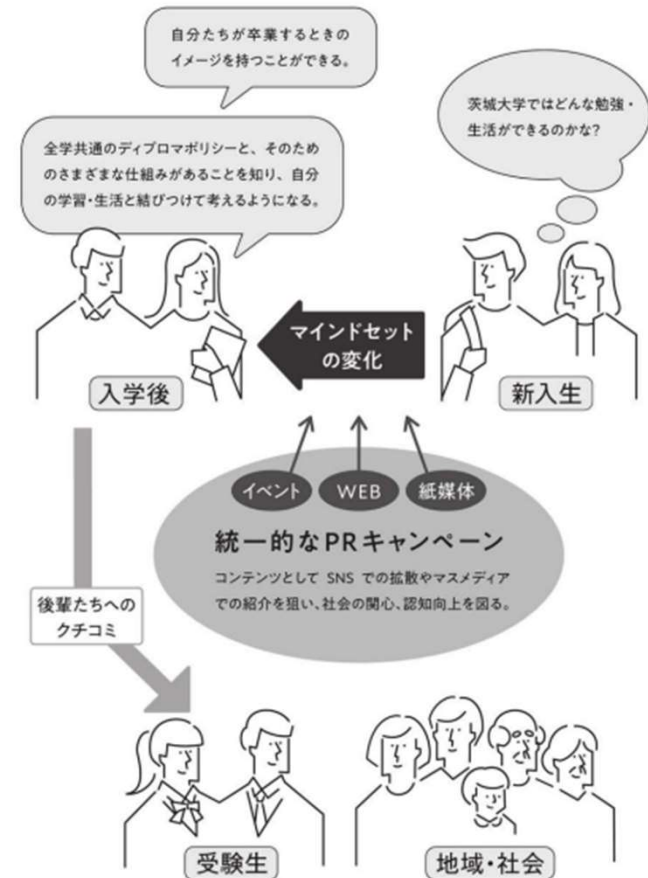 自分たちが卒業するときの
イメージを持つことができる。
茨城大学ではどんな勉強・
生活ができるのかな?
全学共通のディプロマポリシーと、そのため
のさまざまな仕組みがあることを知り、自分
の学習・生活と結びつけて考えるようになる。
マインドセット
の変化
入学後
新入生
イベント
WEB
紙媒体
統一的なPRキャンペーン
コンテンツとして SNS での拡散やマスメディア
での紹介を狙い、社会の関心、認知向上を図る。
後輩たちへの
クチコミ
受験生
地域・社会